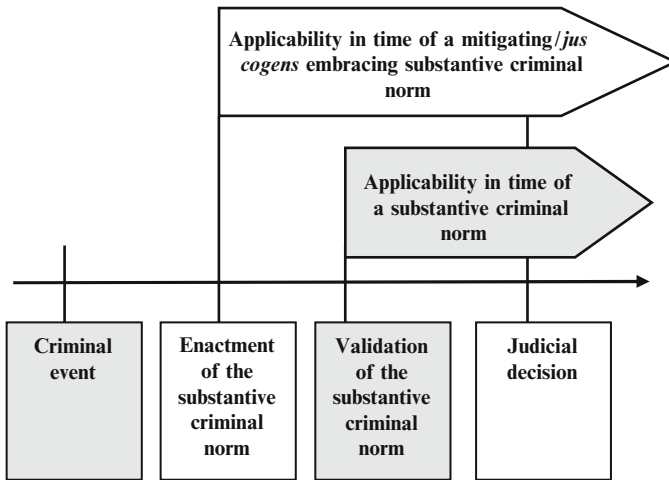 Applicability in time of a mitigating/jus
cogens embracing substantive criminal
norm
Applicability in time of
a substantive criminal
norm
Criminal
event
Enactment
of the
substantive
criminal
norm
Validation
of the
substantive
criminal
norm
Judicial
decision